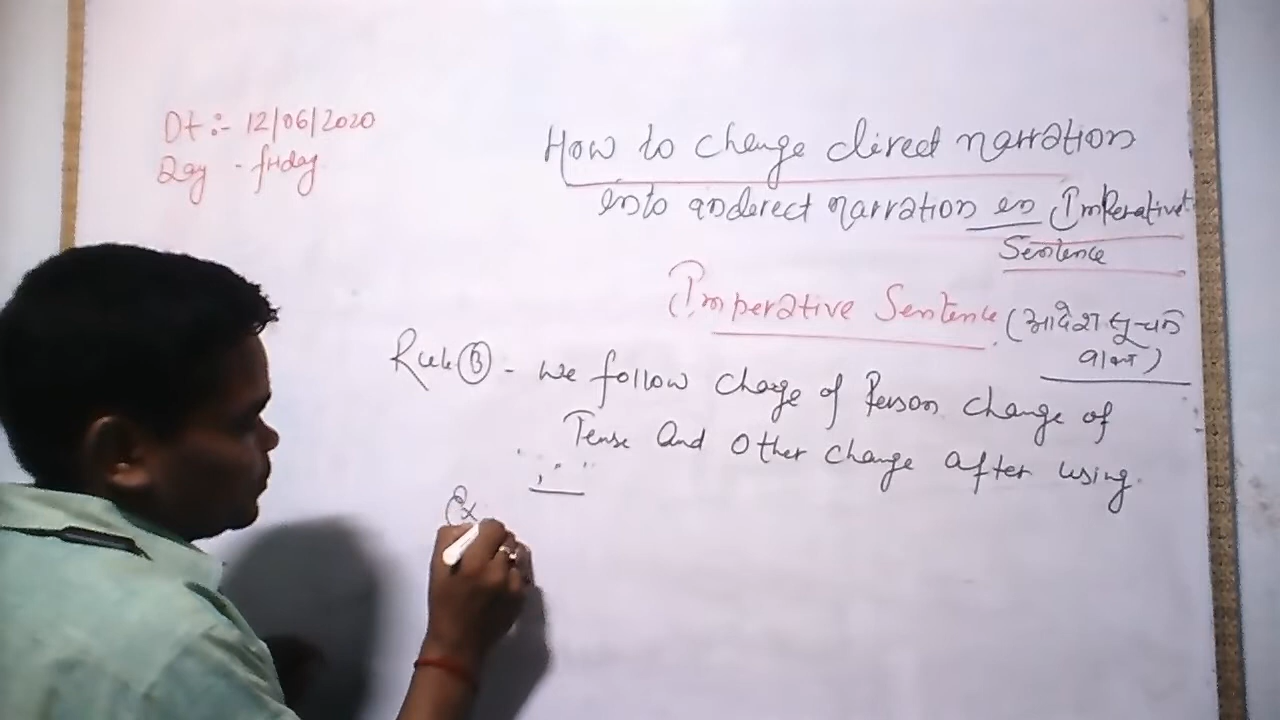 Dt :- 12/06/2020
Day - friday
How to change direct narration
into inderect narration in Imperative
Sentence
Imperative Sentence (आदेश सूचक
वाक्य)
Rule B - We follow change of Person change of
Tense and Other change after using
" , "
Ex